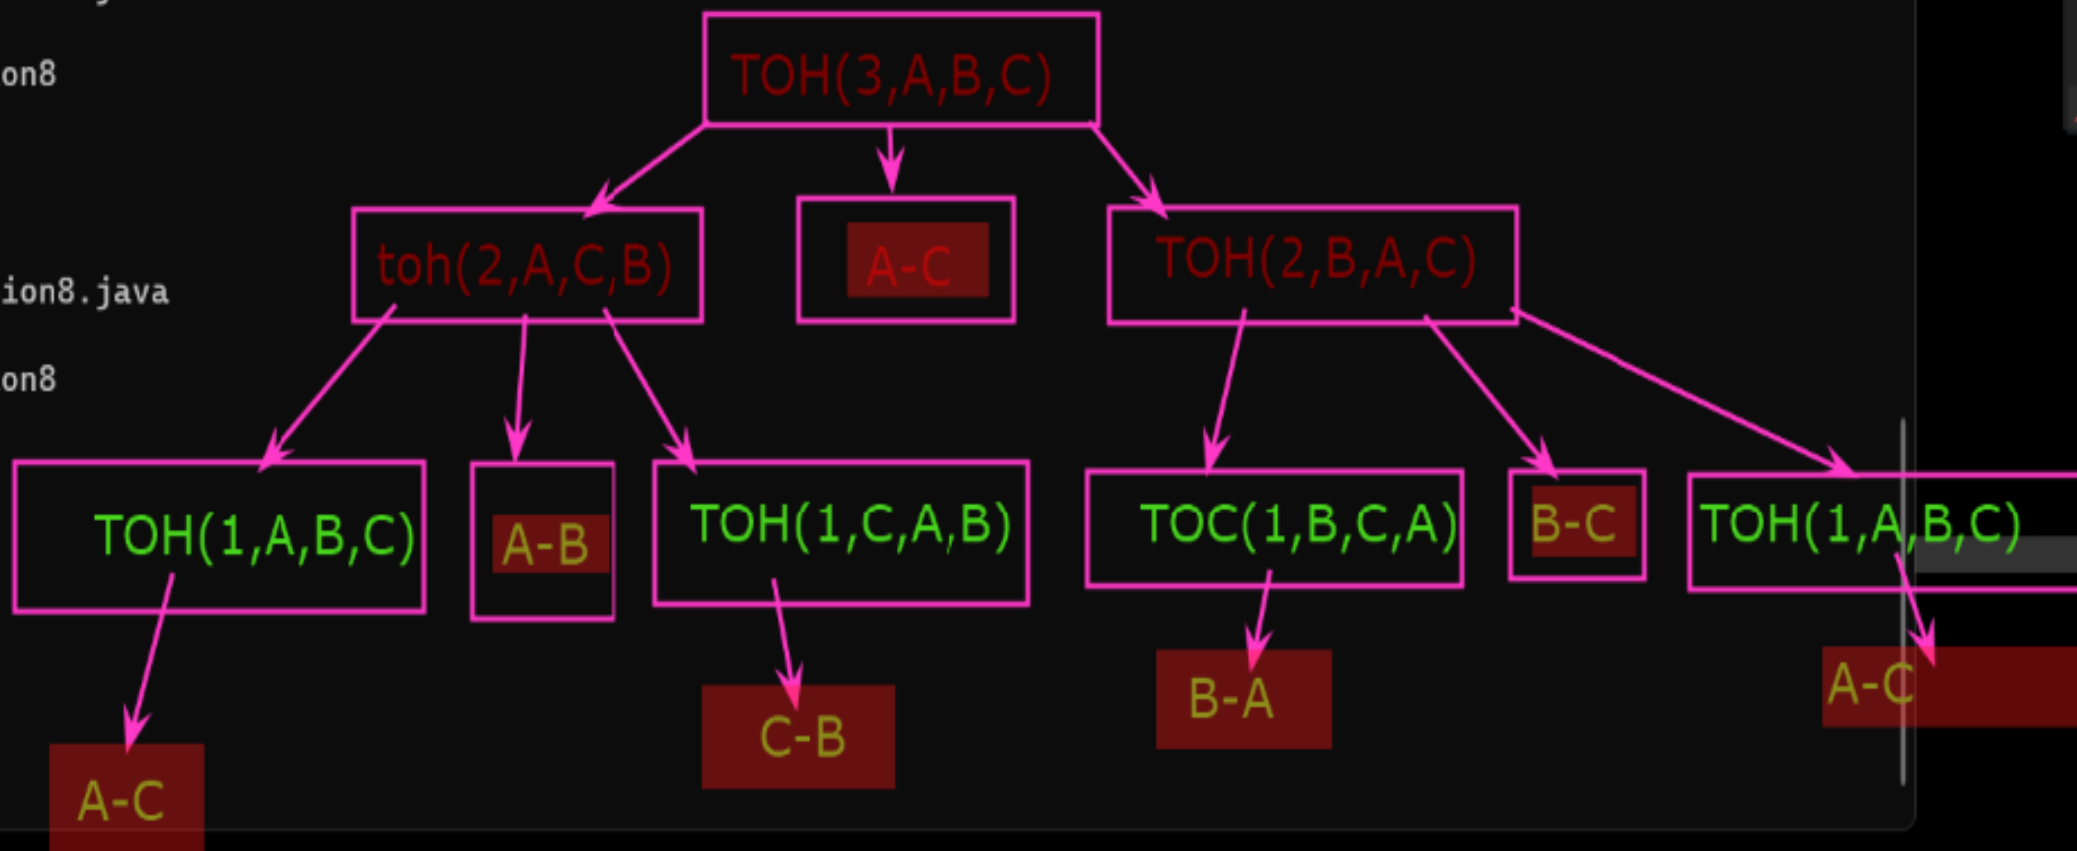 on8
TOH(3,A,B,C)
toh(2,A,C,B)
A-C
TOH(2,B,A,C)
ion8.java
on8
TOH(1,A,B,C)
A-B
TOH(1,C,A,B)
TOC(1,B,C,A)
B-C
TOH(1,A,B,C)
A-C
C-B
B-A
A-C